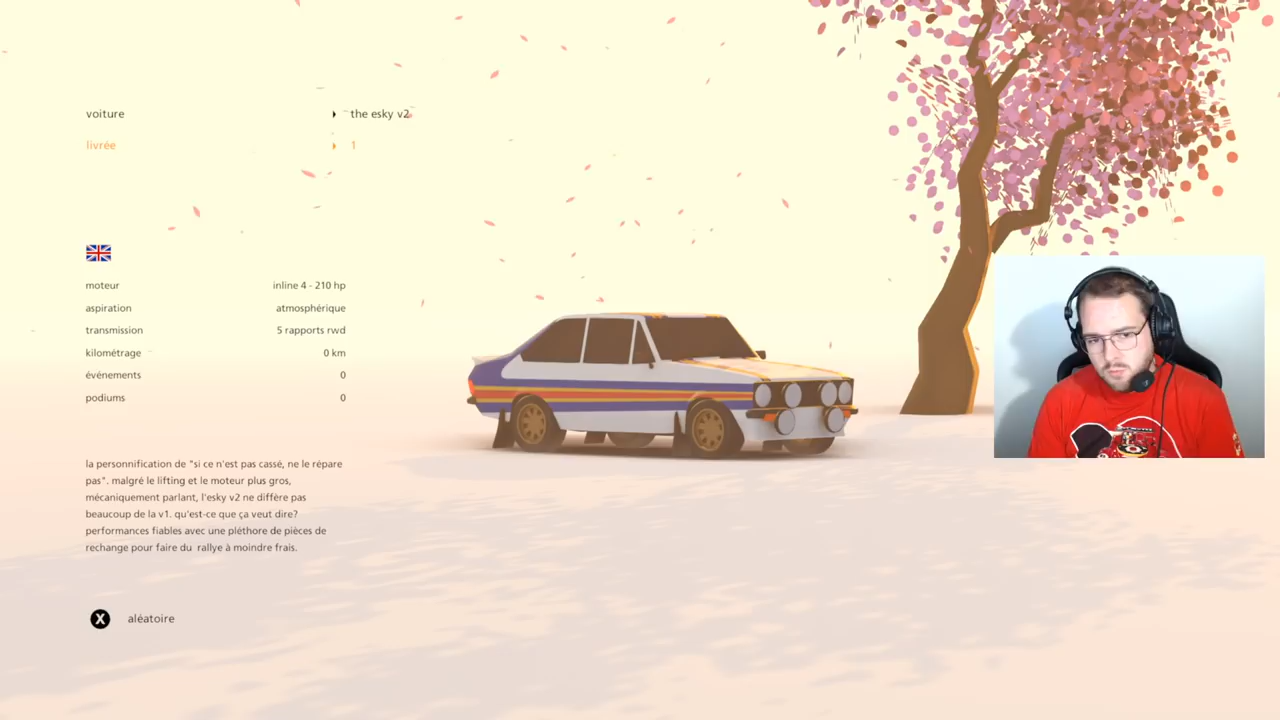 voiture the esky v2
livrée 1
moteur inline 4 - 210 hp
aspiration atmosphérique
transmission 5 rapports rwd
kilométrage 0 km
événements 0
podiums 0
la personnification de "si ce n'est pas cassé, ne le répare
pas". malgré le lifting et le moteur plus gros,
mécaniquement parlant, l'esky v2 ne diffère pas
beaucoup de la v1. qu'est-ce que ça veut dire?
performances fiables avec une pléthore de pièces de
rechange pour faire du rallye à moindre frais.
X aléatoire